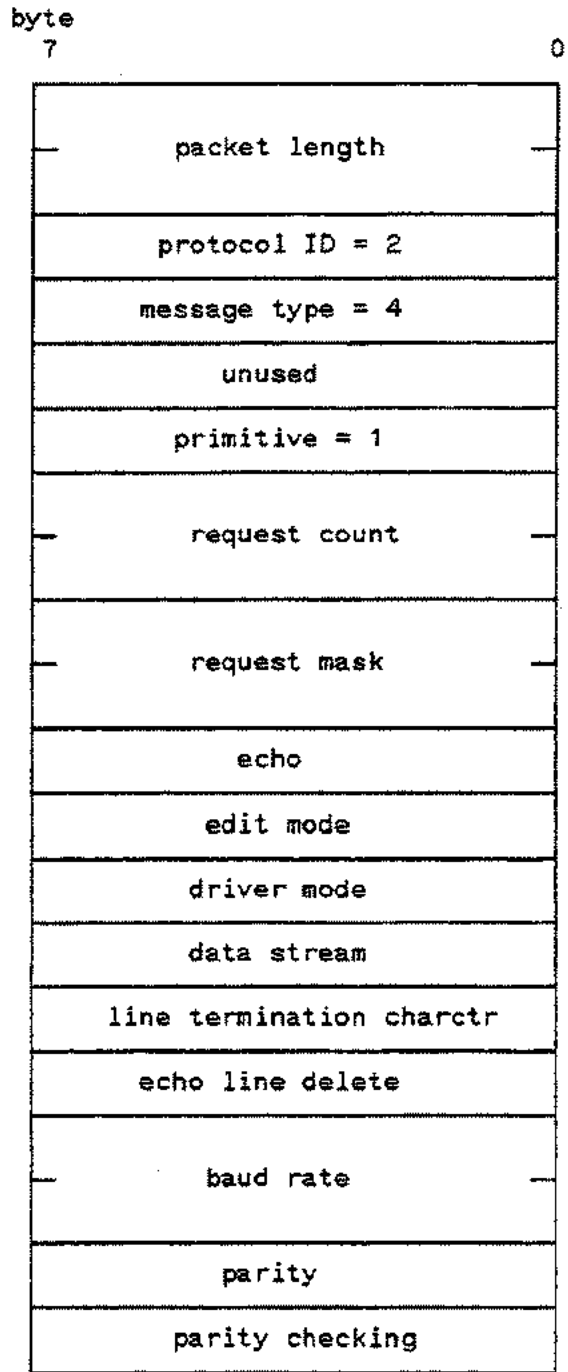 byte
7 0
packet length
protocol ID = 2
message type = 4
unused
primitive = 1
request count
request mask
echo
edit mode
driver mode
data stream
line termination charctr
echo line delete
baud rate
parity
parity checking